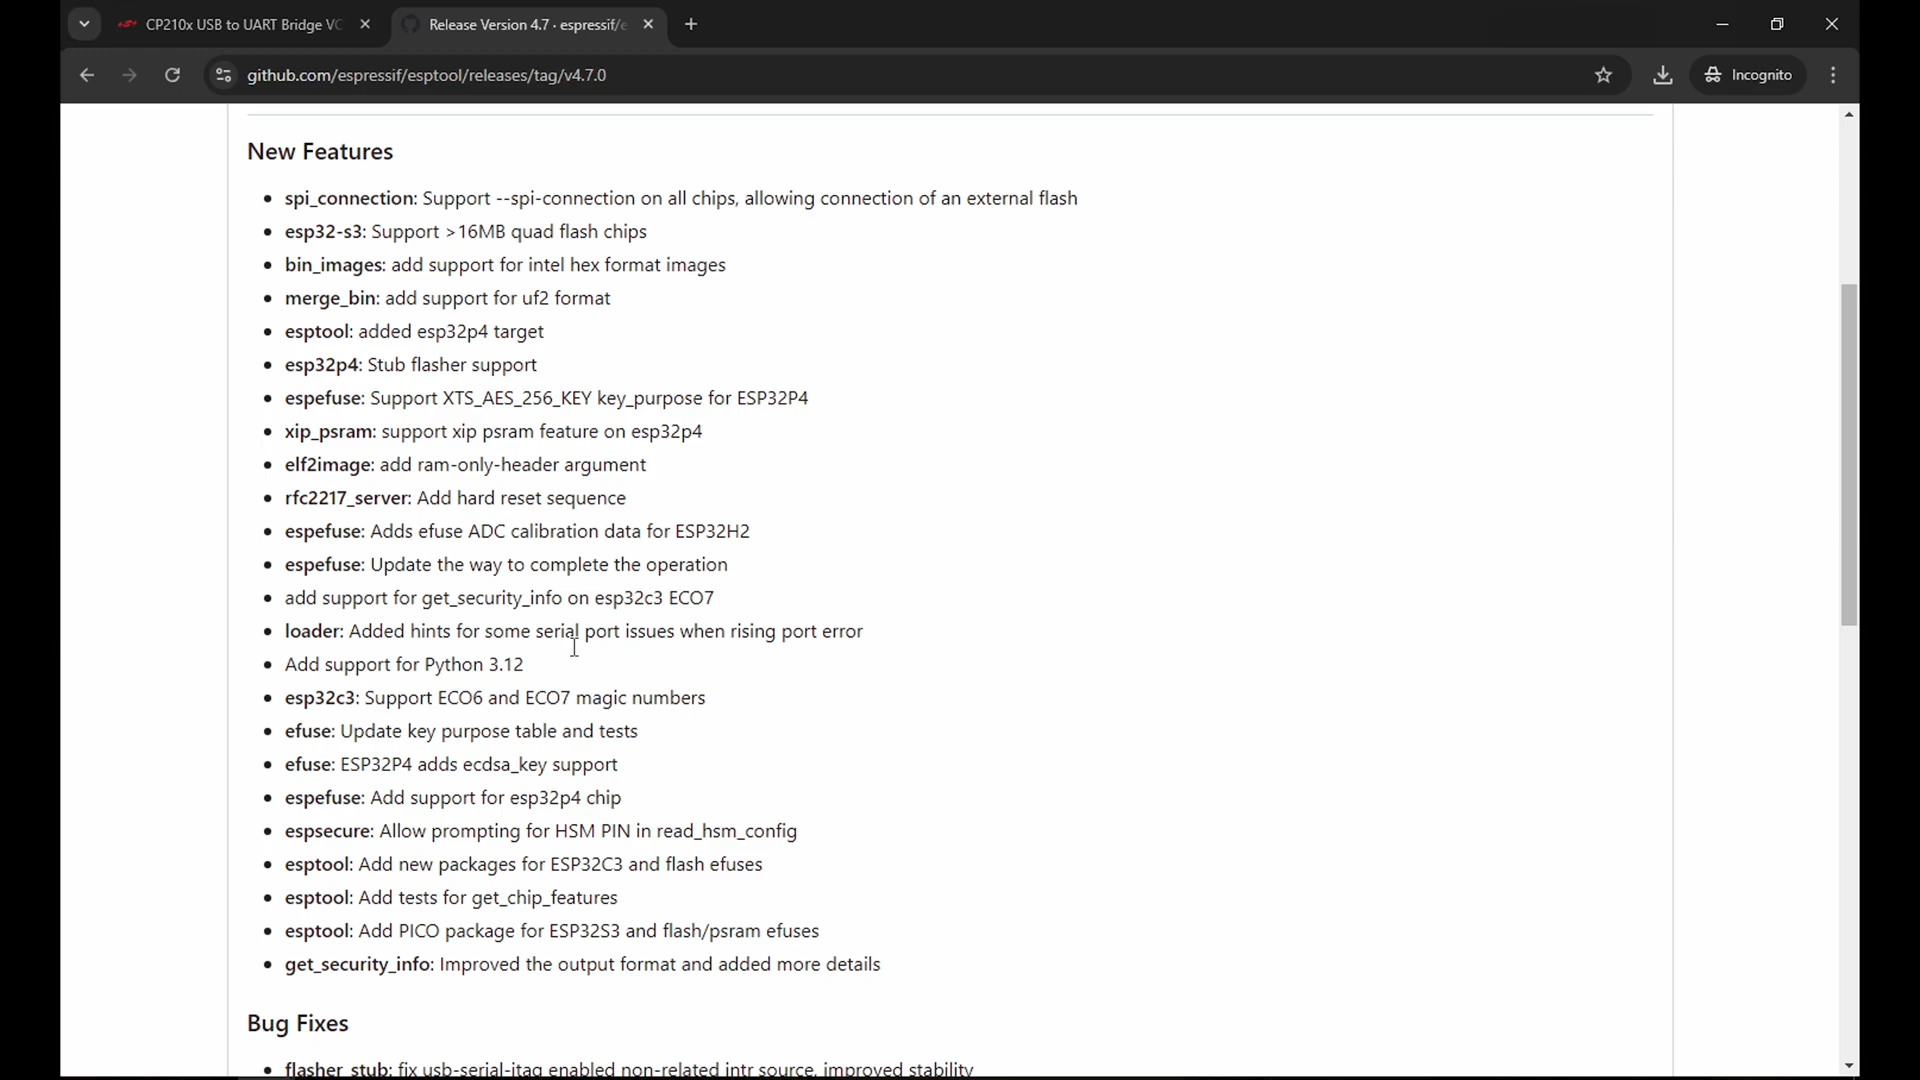 CP210x USB to UART Bridge VC
Release Version 4.7 · espressif/e
github.com/espressif/esptool/releases/tag/v4.7.0
Incognito
New Features
spi_connection: Support --spi-connection on all chips, allowing connection of an external flash
esp32-s3: Support >16MB quad flash chips
bin_images: add support for intel hex format images
merge_bin: add support for uf2 format
esptool: added esp32p4 target
esp32p4: Stub flasher support
espefuse: Support XTS_AES_256_KEY key_purpose for ESP32P4
xip_psram: support xip psram feature on esp32p4
elf2image: add ram-only-header argument
rfc2217_server: Add hard reset sequence
espefuse: Adds efuse ADC calibration data for ESP32H2
espefuse: Update the way to complete the operation
add support for get_security_info on esp32c3 ECO7
loader: Added hints for some serial port issues when rising port error
Add support for Python 3.12
esp32c3: Support ECO6 and ECO7 magic numbers
efuse: Update key purpose table and tests
efuse: ESP32P4 adds ecdsa_key support
espefuse: Add support for esp32p4 chip
espsecure: Allow prompting for HSM PIN in read_hsm_config
esptool: Add new packages for ESP32C3 and flash efuses
esptool: Add tests for get_chip_features
esptool: Add PICO package for ESP32S3 and flash/psram efuses
get_security_info: Improved the output format and added more details
Bug Fixes
flasher_stub: fix usb-serial-jtag enabled non-related intr source, improved stability